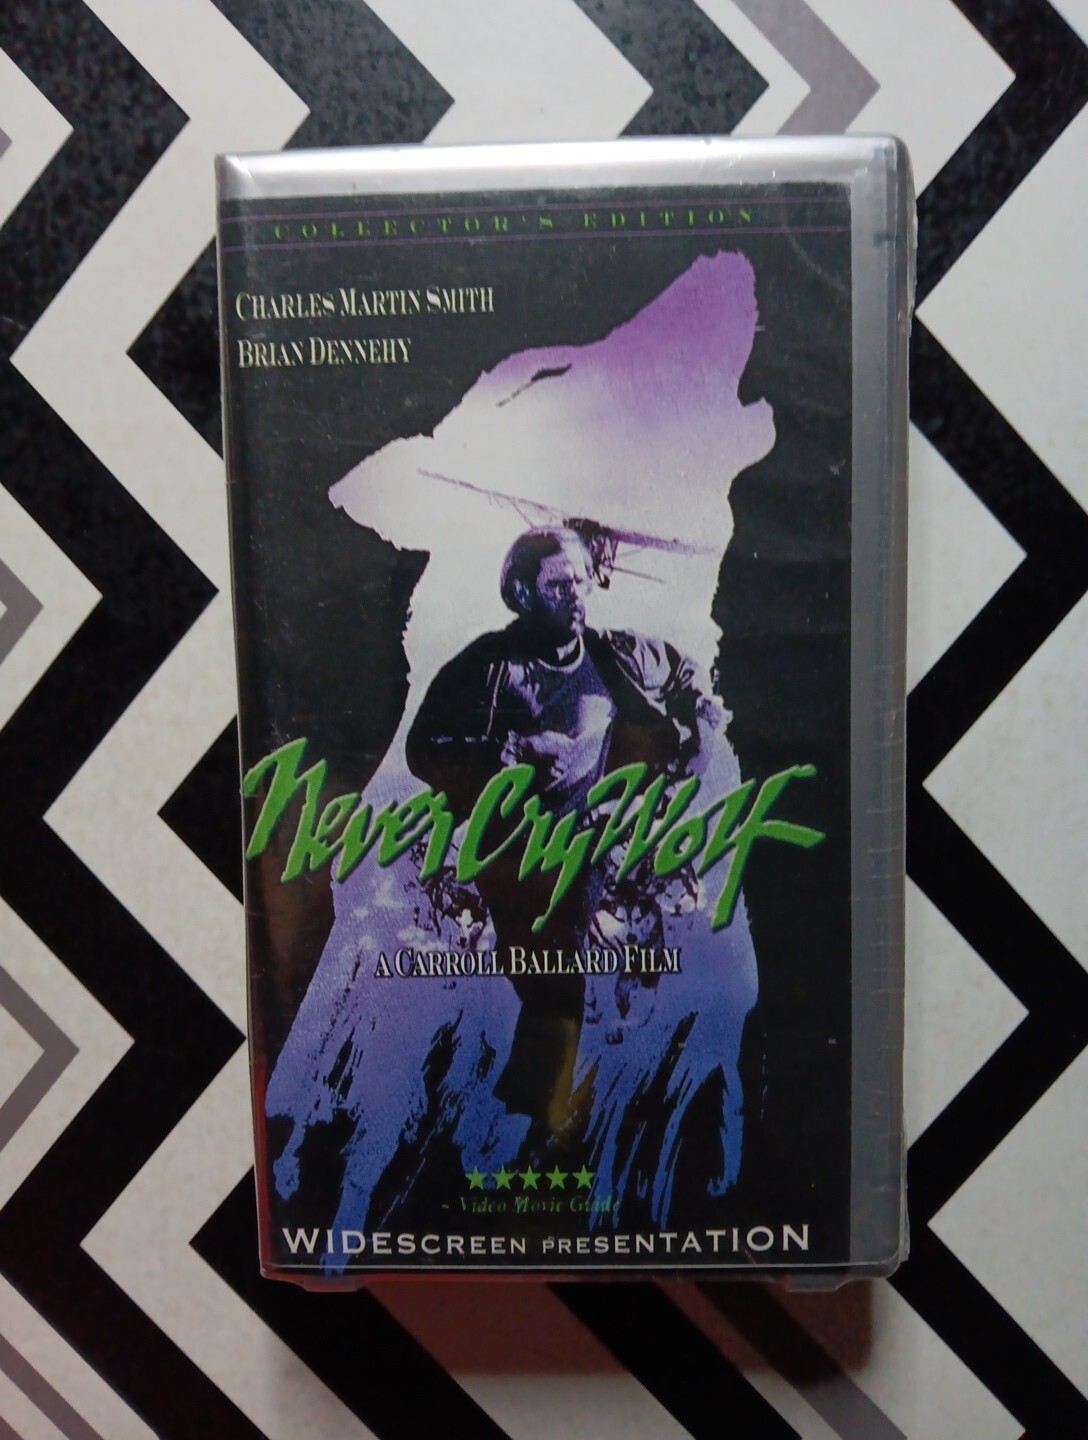 COLLECTOR'S EDITION
CHARLES MARTIN SMITH
BRIAN DENNEHY
Never Cry Wolf
A CARROLL BALLARD FILM
~ Video Movie Guide
WIDESCREEN PRESENTATION